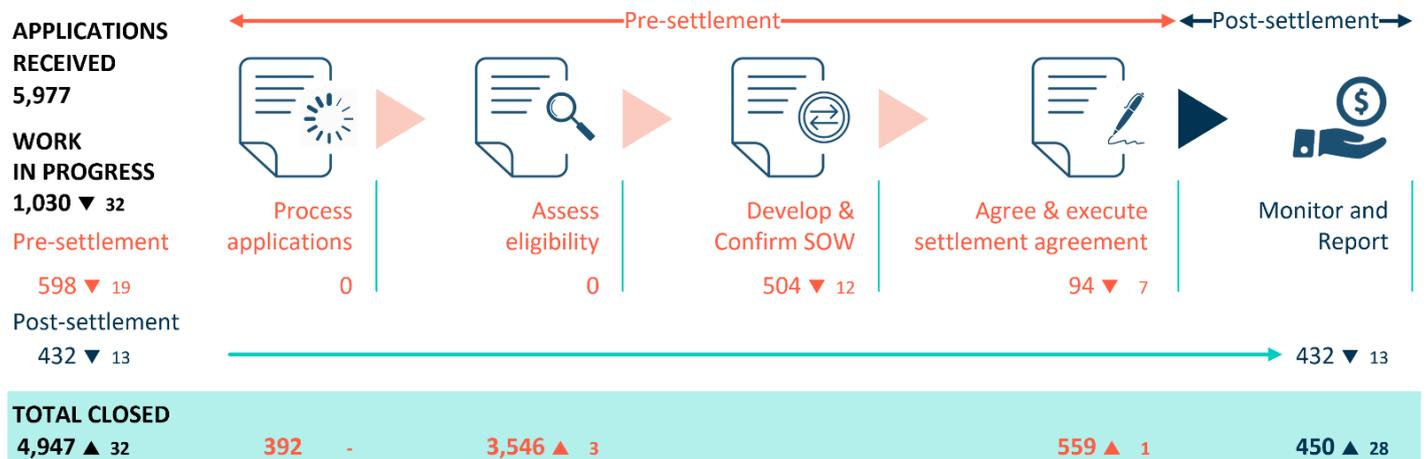 APPLICATIONS
RECEIVED
5,977
WORK
IN PROGRESS
1,030 ▼ 32
Pre-settlement
598 ▼ 19
Post-settlement
432 ▼ 13
Pre-settlement
Post-settlement
Process
applications
0
Assess
eligibility
0
Develop &
Confirm SOW
504 ▼ 12
Agree & execute
settlement agreement
94 ▼ 7
$
Monitor and
Report
432 ▼ 13
TOTAL CLOSED
4,947 ▲ 32
392 -
3,546 ▲ 3
559 ▲ 1
450 ▲ 28